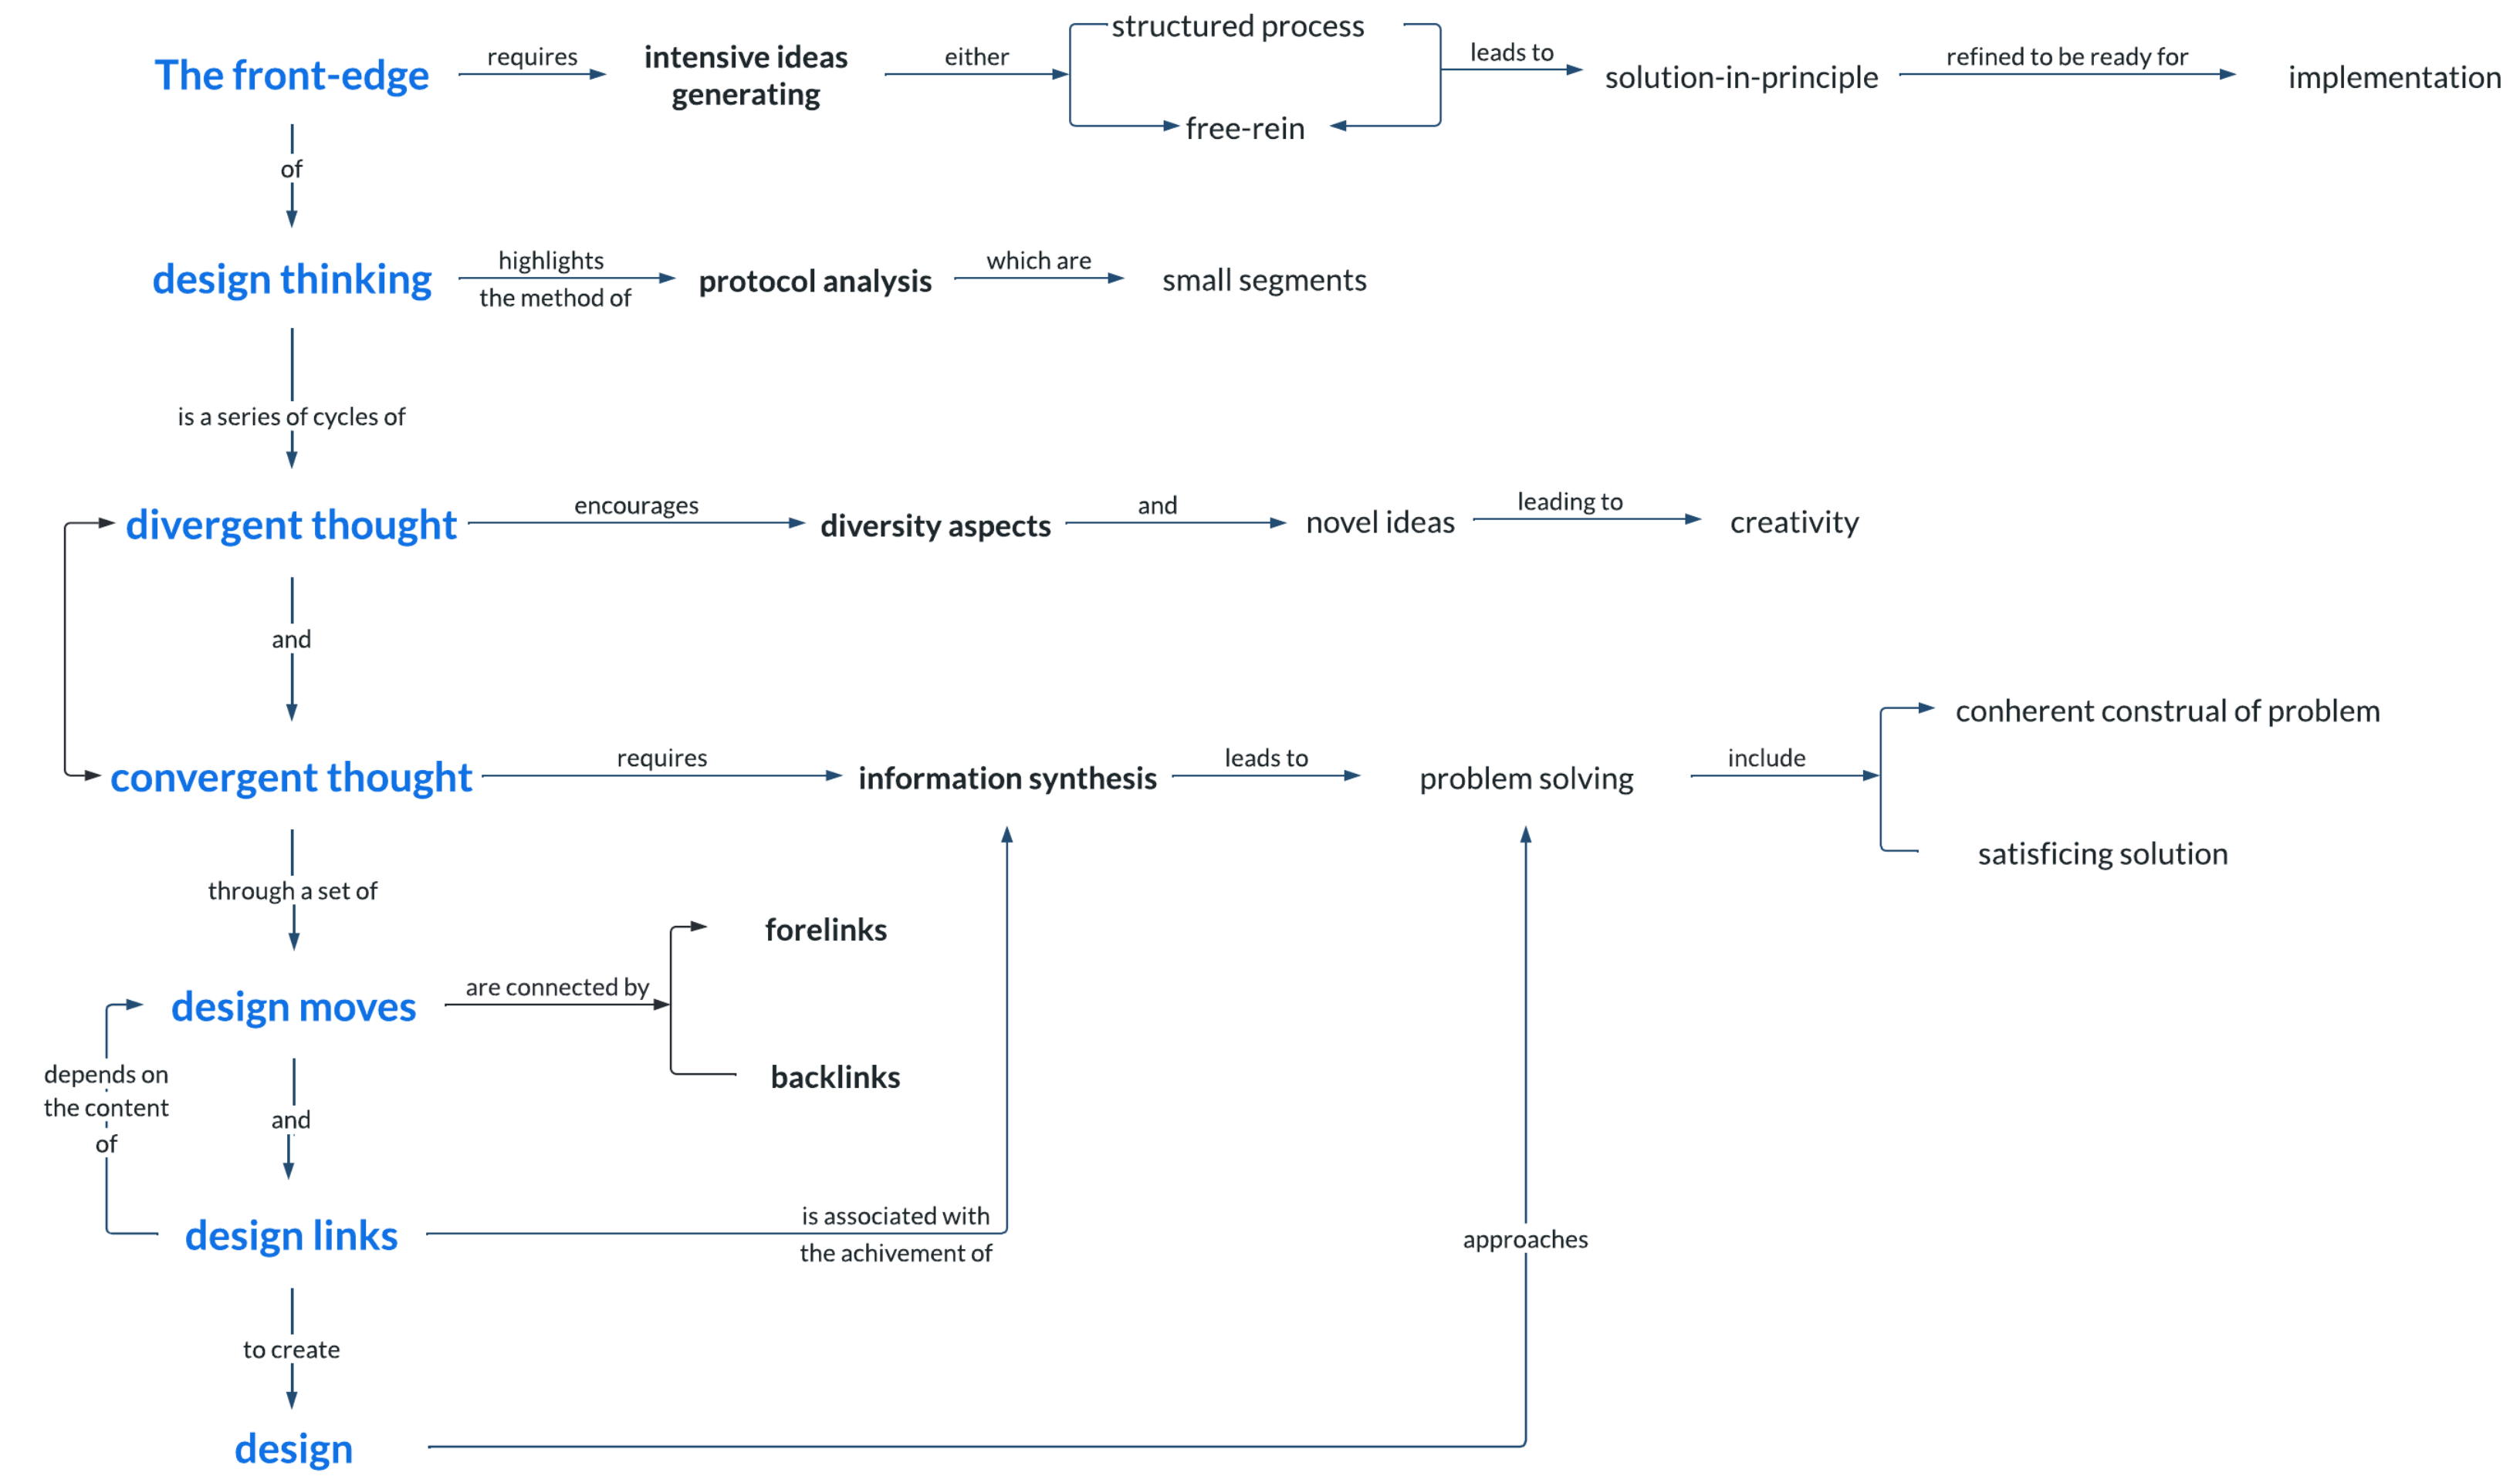 structured process
The front-edge
requires
intensive ideas
generating
either
leads to
solution-in-principle
refined to be ready for
implementation
free-rein
of
design thinking
highlights
the method of
protocol analysis
which are
small segments
is a series of cycles of
divergent thought
encourages
diversity aspects
and
novel ideas
leading to
creativity
and
convergent thought
requires
information synthesis
leads to
problem solving
include
conherent construal of problem
satisficing solution
through a set of
forelinks
design moves
are connected by
backlinks
depends on
the content
of
and
design links
is associated with
the achivement of
approaches
to create
design